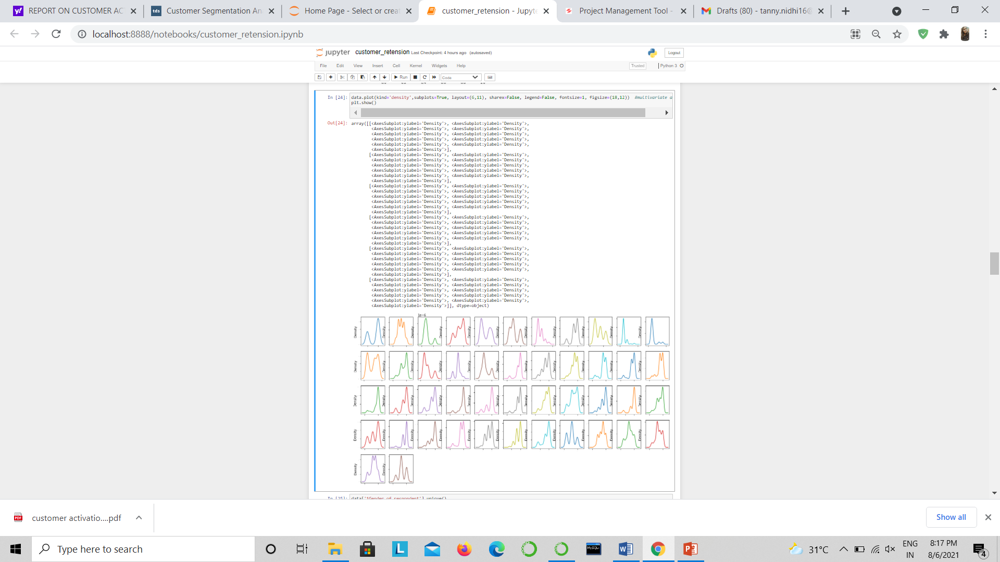 REPORT ON CUSTOMER AC
Customer Segmentation An
Home Page - Select or crea
customer_retension - Jupyte
Project Management Tool -
Drafts (80) - tanny.nidhi16@
localhost:8888/notebooks/customer_retension.ipynb
jupyter customer_retension Last Checkpoint: 4 hours ago (autosaved)
Logout
File Edit View Insert Cell Kernel Widgets Help
Trusted Python 3
Run Code
In [24]: data.plot(kind='density',subplots=True, layout=(6,11), sharex=False, legend=False, fontsize=1, figsize=(18,12)) #multivariate a
plt.show()
Out[24]: array([[<AxesSubplot:ylabel='Density'>, <AxesSubplot:ylabel='Density'>,
<AxesSubplot:ylabel='Density'>, <AxesSubplot:ylabel='Density'>,
<AxesSubplot:ylabel='Density'>, <AxesSubplot:ylabel='Density'>,
<AxesSubplot:ylabel='Density'>, <AxesSubplot:ylabel='Density'>,
<AxesSubplot:ylabel='Density'>, <AxesSubplot:ylabel='Density'>,
<AxesSubplot:ylabel='Density'>],
[<AxesSubplot:ylabel='Density'>, <AxesSubplot:ylabel='Density'>,
<AxesSubplot:ylabel='Density'>, <AxesSubplot:ylabel='Density'>,
<AxesSubplot:ylabel='Density'>, <AxesSubplot:ylabel='Density'>,
<AxesSubplot:ylabel='Density'>, <AxesSubplot:ylabel='Density'>,
<AxesSubplot:ylabel='Density'>, <AxesSubplot:ylabel='Density'>,
<AxesSubplot:ylabel='Density'>],
[<AxesSubplot:ylabel='Density'>, <AxesSubplot:ylabel='Density'>,
<AxesSubplot:ylabel='Density'>, <AxesSubplot:ylabel='Density'>,
<AxesSubplot:ylabel='Density'>, <AxesSubplot:ylabel='Density'>,
<AxesSubplot:ylabel='Density'>, <AxesSubplot:ylabel='Density'>,
<AxesSubplot:ylabel='Density'>, <AxesSubplot:ylabel='Density'>,
<AxesSubplot:ylabel='Density'>],
[<AxesSubplot:ylabel='Density'>, <AxesSubplot:ylabel='Density'>,
<AxesSubplot:ylabel='Density'>, <AxesSubplot:ylabel='Density'>,
<AxesSubplot:ylabel='Density'>, <AxesSubplot:ylabel='Density'>,
<AxesSubplot:ylabel='Density'>, <AxesSubplot:ylabel='Density'>,
<AxesSubplot:ylabel='Density'>, <AxesSubplot:ylabel='Density'>,
<AxesSubplot:ylabel='Density'>],
[<AxesSubplot:ylabel='Density'>, <AxesSubplot:ylabel='Density'>,
<AxesSubplot:ylabel='Density'>, <AxesSubplot:ylabel='Density'>,
<AxesSubplot:ylabel='Density'>, <AxesSubplot:ylabel='Density'>,
<AxesSubplot:ylabel='Density'>, <AxesSubplot:ylabel='Density'>,
<AxesSubplot:ylabel='Density'>, <AxesSubplot:ylabel='Density'>,
<AxesSubplot:ylabel='Density'>],
[<AxesSubplot:ylabel='Density'>, <AxesSubplot:ylabel='Density'>,
<AxesSubplot:ylabel='Density'>, <AxesSubplot:ylabel='Density'>,
<AxesSubplot:ylabel='Density'>, <AxesSubplot:ylabel='Density'>,
<AxesSubplot:ylabel='Density'>, <AxesSubplot:ylabel='Density'>,
<AxesSubplot:ylabel='Density'>, <AxesSubplot:ylabel='Density'>,
<AxesSubplot:ylabel='Density'>]], dtype=object)
1e-6
Density Density Density Density Density Density Density Density Density Density Density
Density Density Density Density Density Density Density Density Density Density Density
Density Density Density Density Density Density Density Density Density Density Density
Density Density Density Density Density Density Density Density Density Density Density
Density Density
In [25]: data['1Gender of respondent'].unique()
customer activatio....pdf
Show all
Type here to search
31°C
ENG
IN
8:17 PM
8/6/2021
4